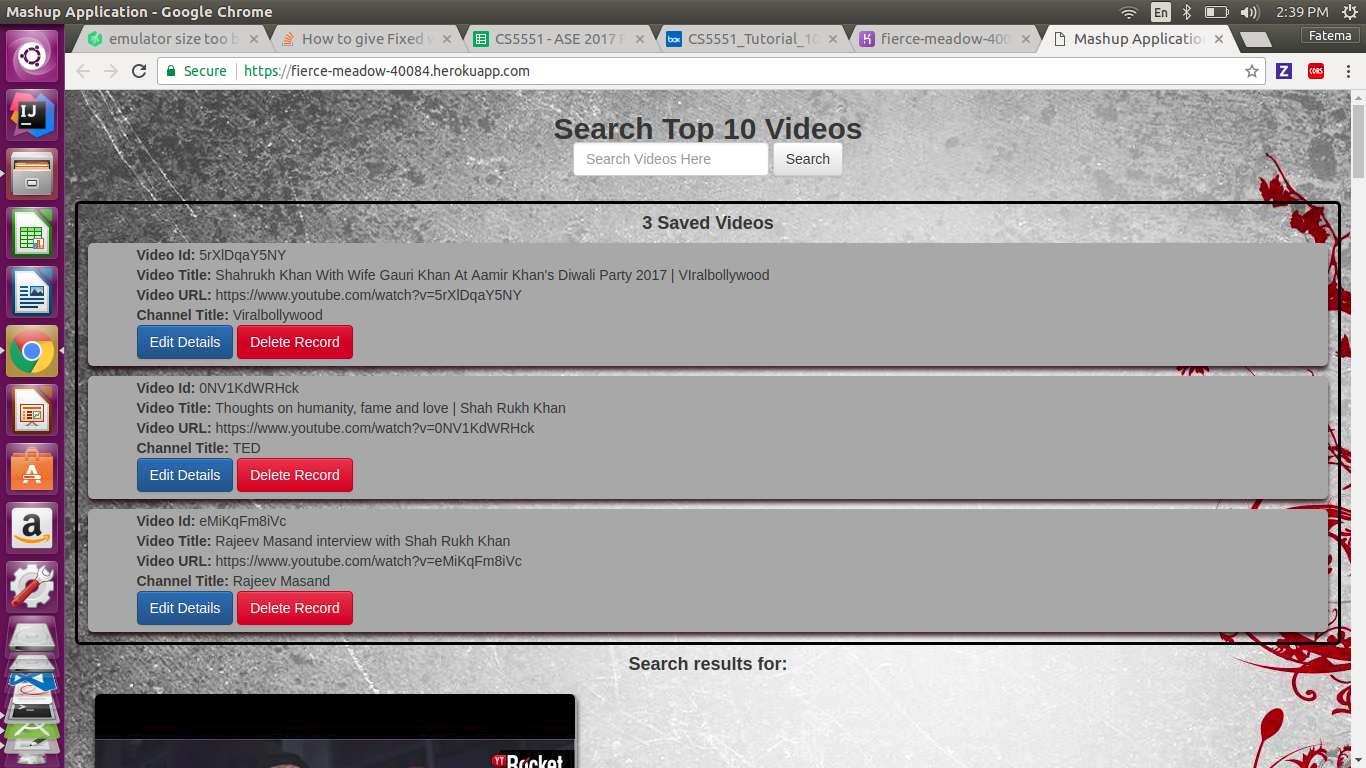 Mashup Application - Google Chrome
En
2:39 PM
emulator size too b
How to give Fixed w
CS5551 - ASE 2017 F
box
CS5551_Tutorial_10
fierce-meadow-400
Mashup Application
Fatema
Secure
https://fierce-meadow-40084.herokuapp.com
Z
CORS
IJ
Search Top 10 Videos
Search Videos Here
Search
3 Saved Videos
Video Id: 5rXlDqaY5NY
Video Title: Shahrukh Khan With Wife Gauri Khan At Aamir Khan's Diwali Party 2017 | VIralbollywood
Video URL: https://www.youtube.com/watch?v=5rXlDqaY5NY
Channel Title: Viralbollywood
Edit Details
Delete Record
Video Id: 0NV1KdWRHck
Video Title: Thoughts on humanity, fame and love | Shah Rukh Khan
Video URL: https://www.youtube.com/watch?v=0NV1KdWRHck
Channel Title: TED
Edit Details
Delete Record
Video Id: eMiKqFm8iVc
Video Title: Rajeev Masand interview with Shah Rukh Khan
Video URL: https://www.youtube.com/watch?v=eMiKqFm8iVc
Channel Title: Rajeev Masand
Edit Details
Delete Record
Search results for:
YT
Rocket